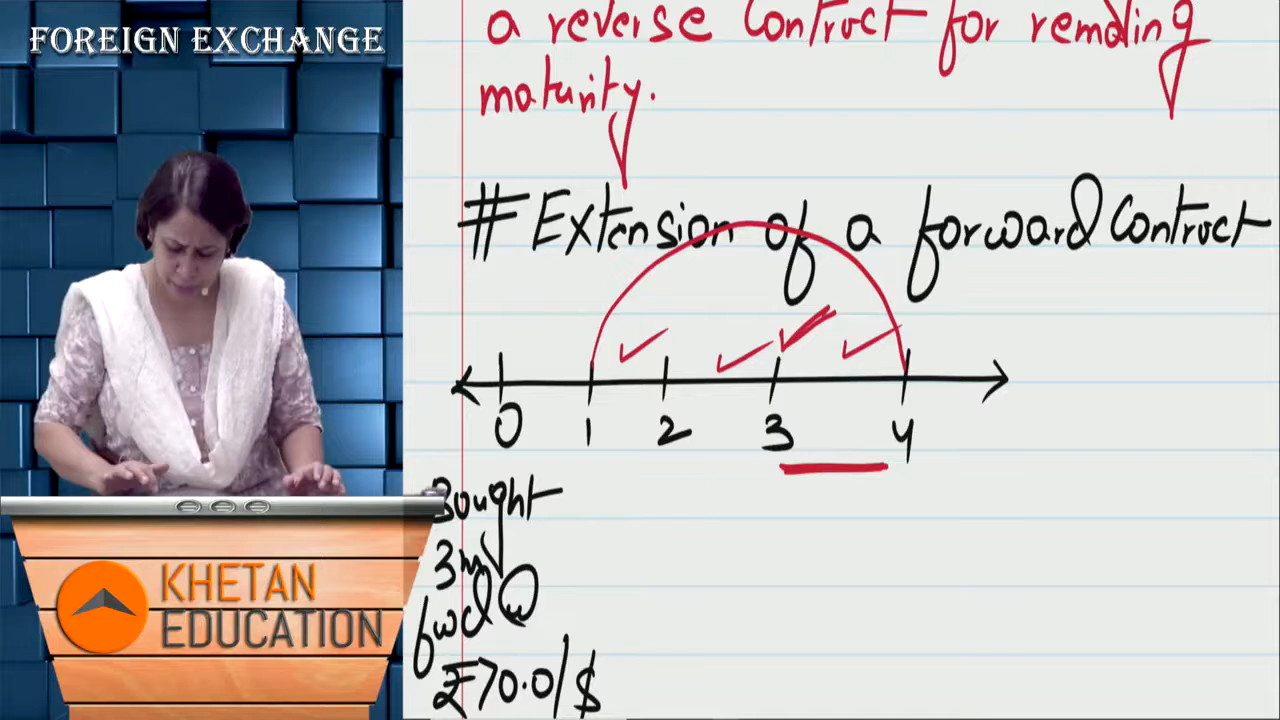 FOREIGN EXCHANGE
a reverse Contract for remding
maturity.
#Extension of a forward Contract
0 1 2 3 4
Bought
3m
fwd @
₹70.0/$
KHETAN
EDUCATION